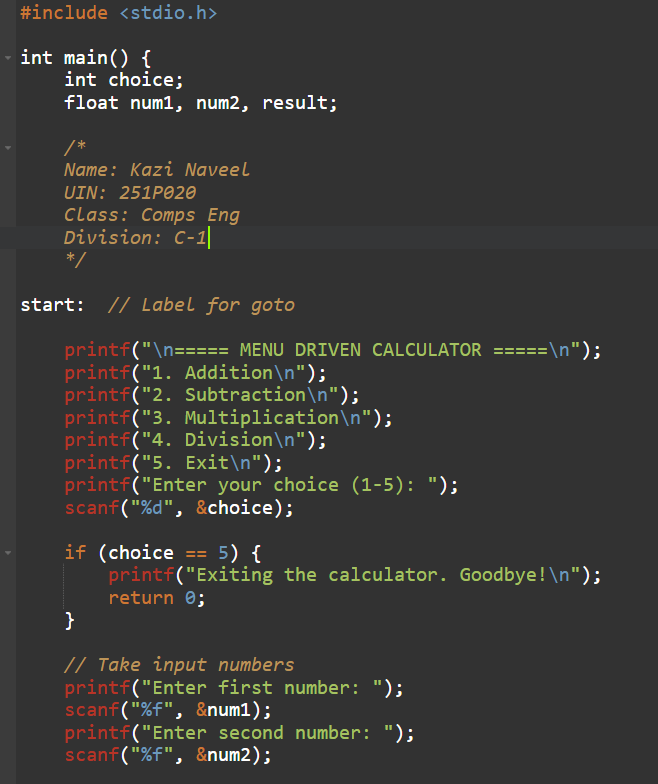 #include <stdio.h>
int main() {
int choice;
float num1, num2, result;
/*
Name: Kazi Naveel
UIN: 251P020
Class: Comps Eng
Division: C-1
*/
start:  // Label for goto
printf("\n===== MENU DRIVEN CALCULATOR =====\n");
printf("1. Addition\n");
printf("2. Subtraction\n");
printf("3. Multiplication\n");
printf("4. Division\n");
printf("5. Exit\n");
printf("Enter your choice (1-5): ");
scanf("%d", &choice);
if (choice == 5) {
printf("Exiting the calculator. Goodbye!\n");
return 0;
}
// Take input numbers
printf("Enter first number: ");
scanf("%f", &num1);
printf("Enter second number: ");
scanf("%f", &num2);